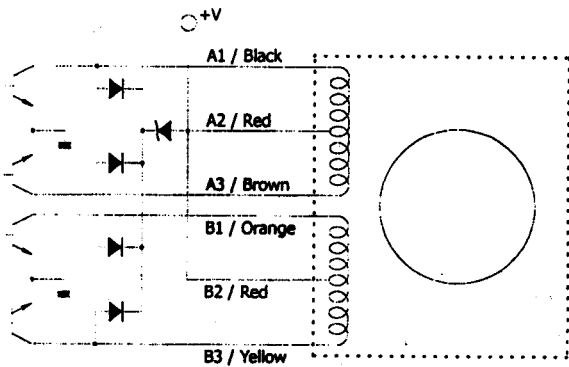 +V
A1 / Black
A2 / Red
A3 / Brown
B1 / Orange
B2 / Red
B3 / Yellow